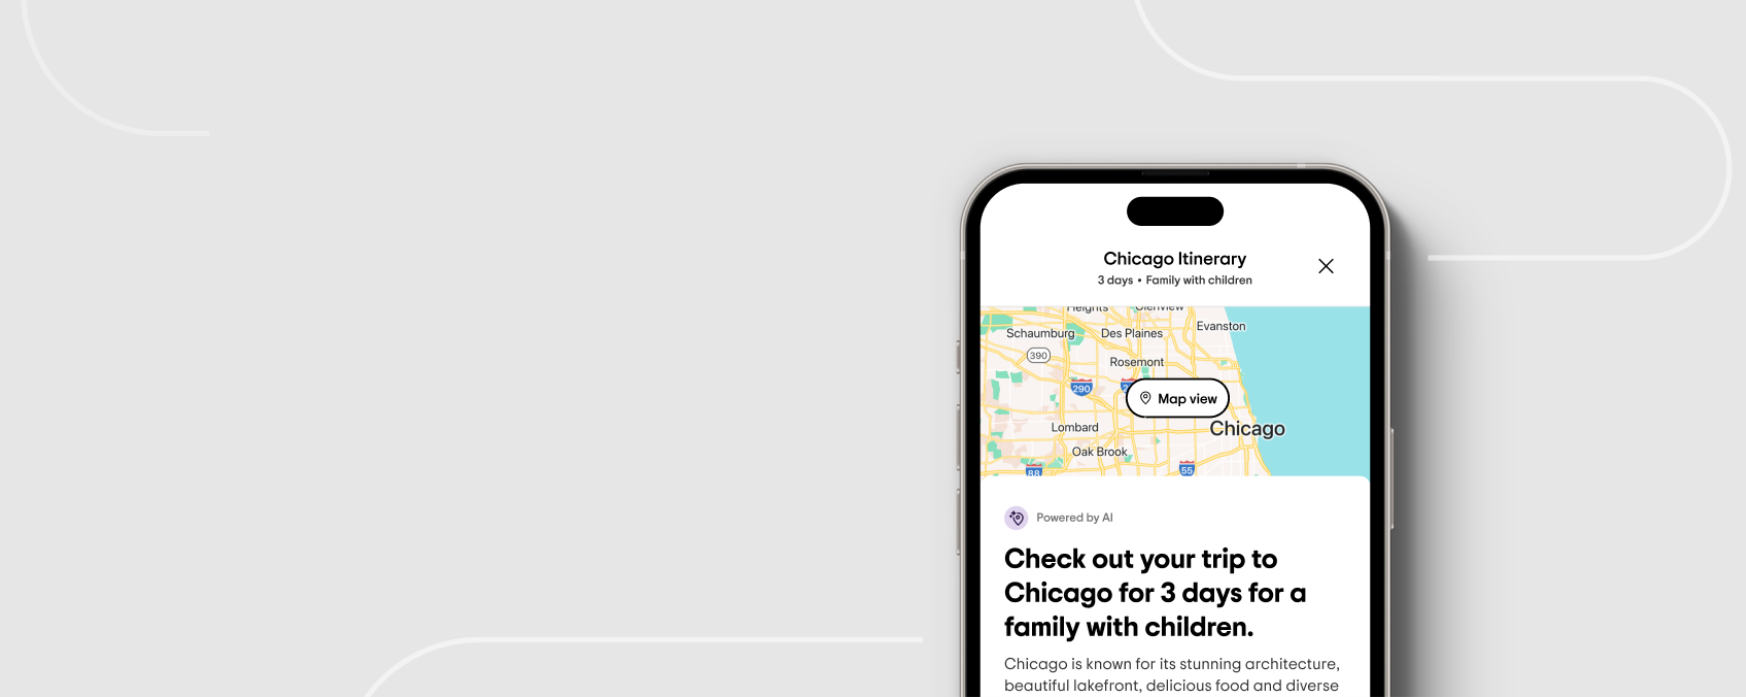 Chicago Itinerary
3 days • Family with children
Heights
Glenview
Evanston
Schaumburg
Des Plaines
390
Rosemont
290
Map view
Lombard
Chicago
Oak Brook
88
55
Powered by AI
Check out your trip to
Chicago for 3 days for a
family with children.
Chicago is known for its stunning architecture,
beautiful lakefront, delicious food and diverse